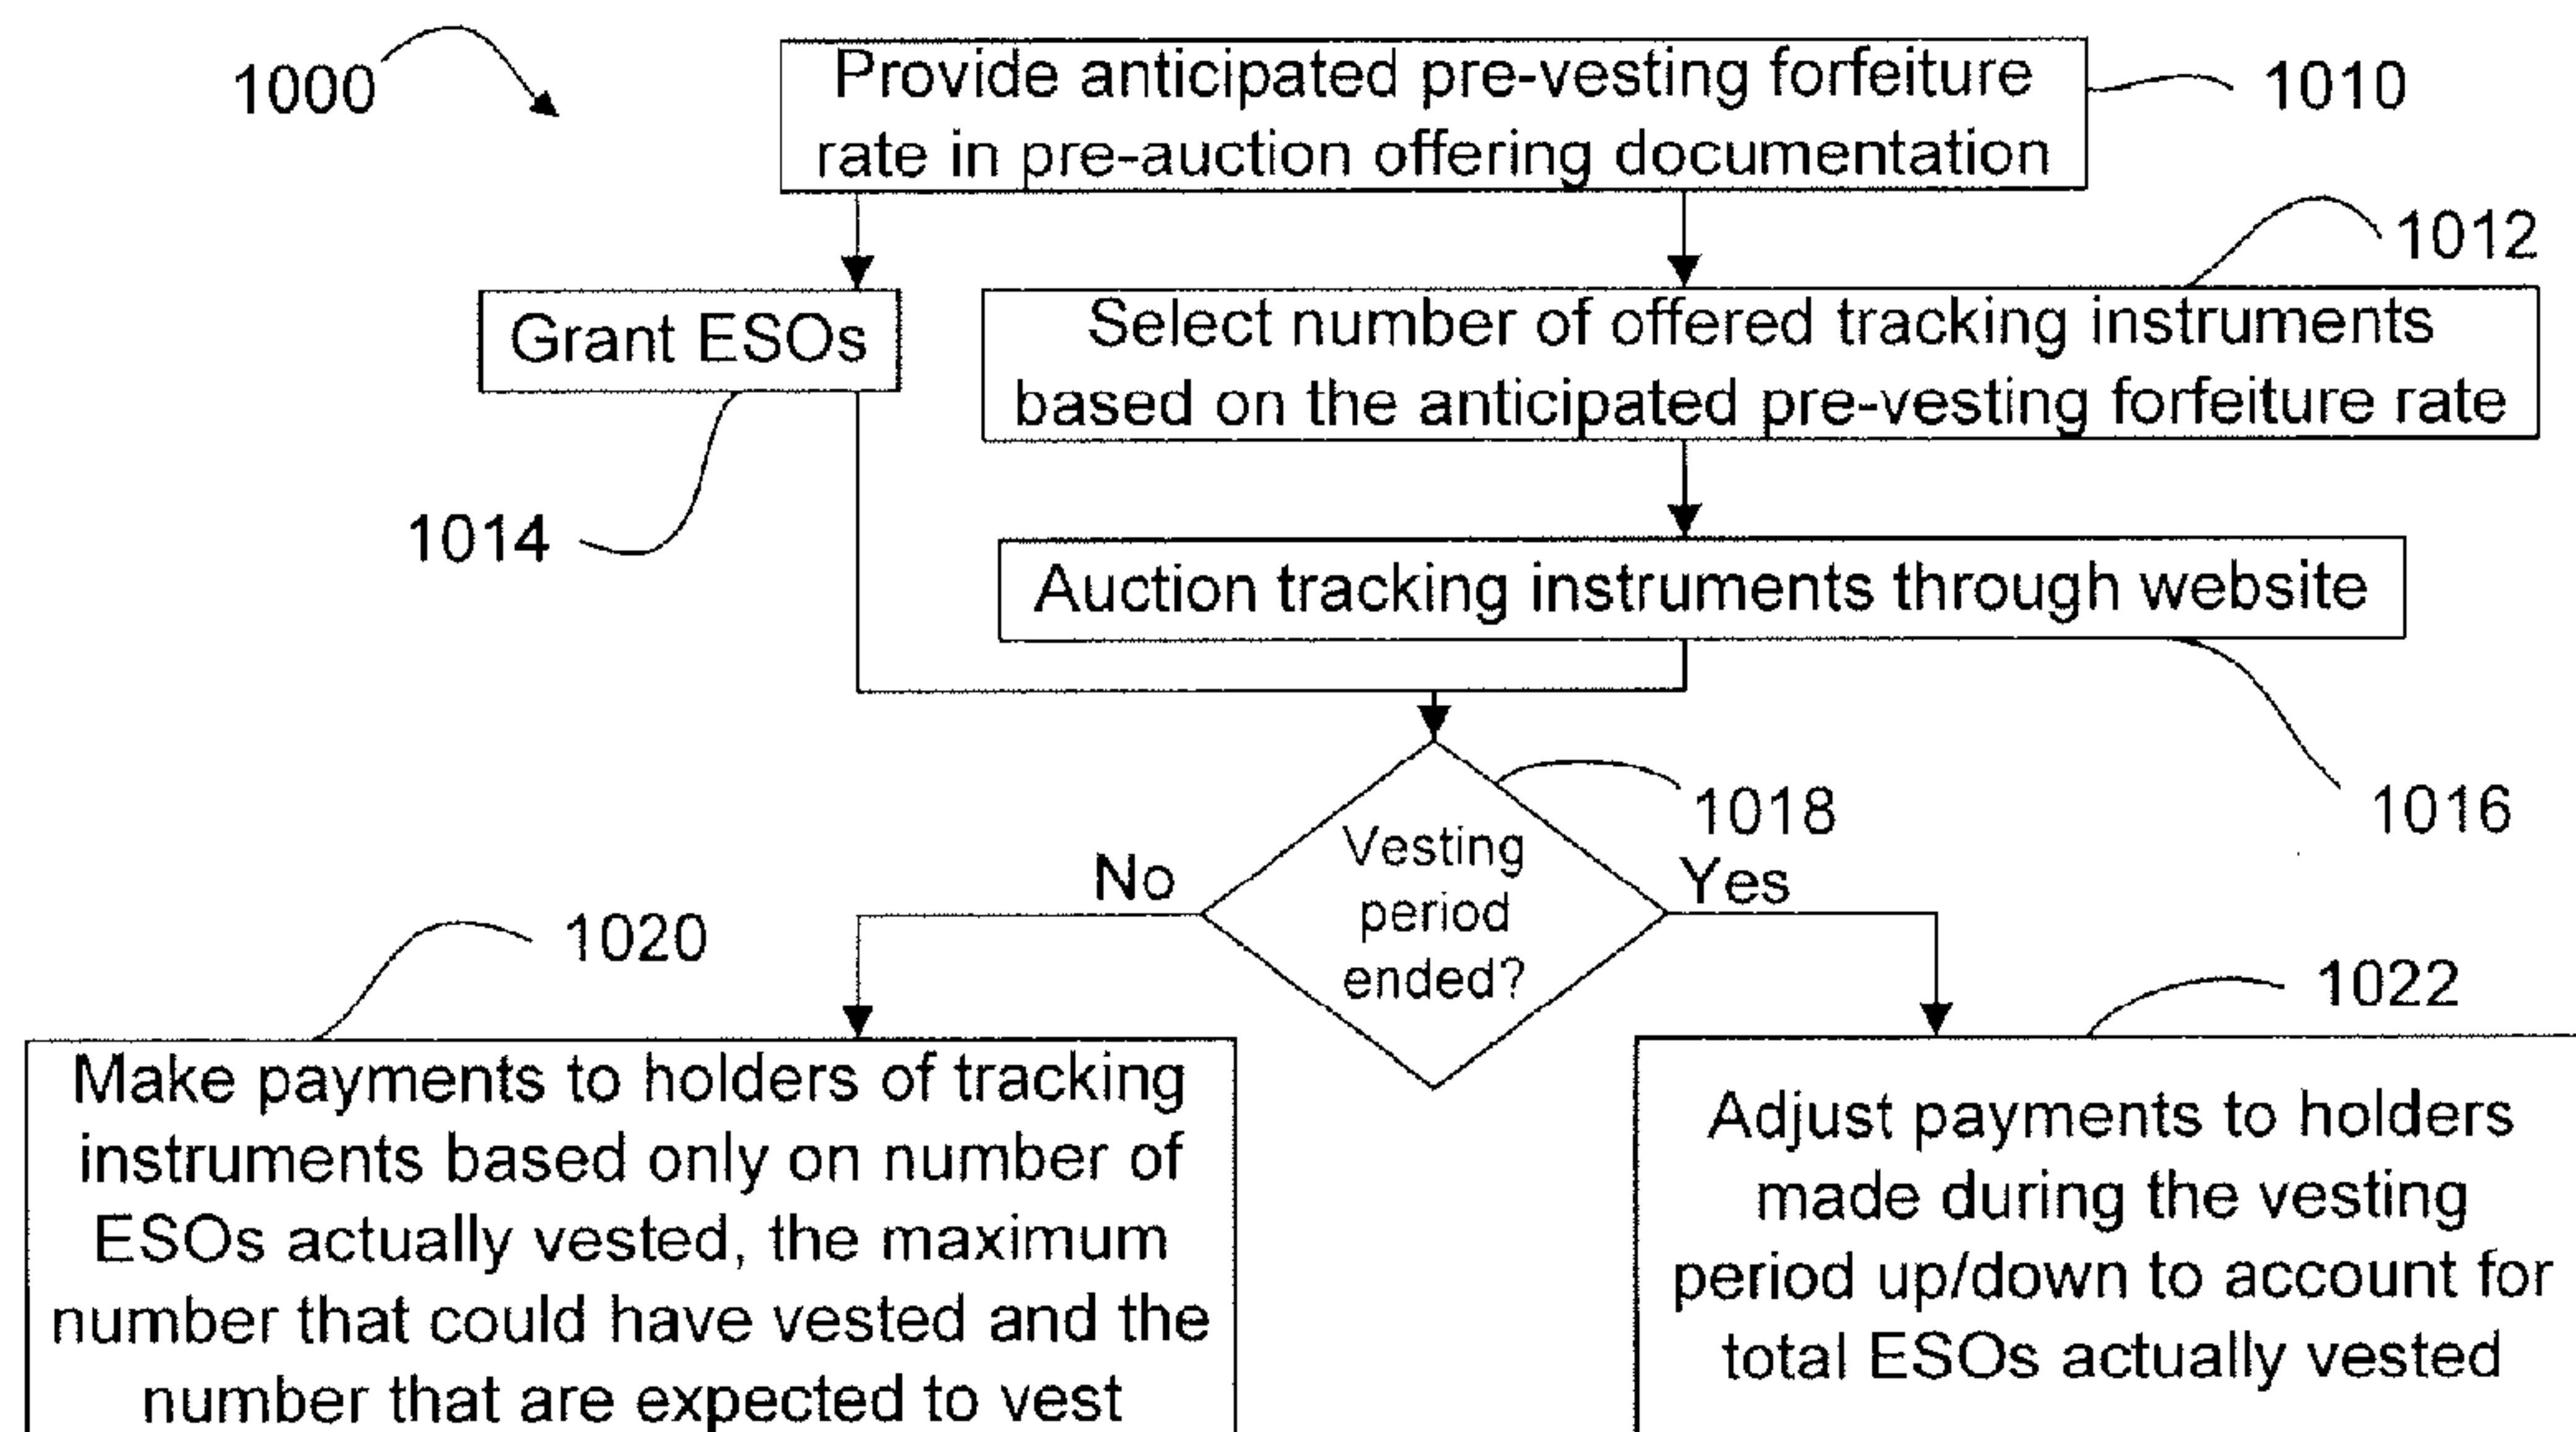 1000
Provide anticipated pre-vesting forfeiture
rate in pre-auction offering documentation
1010
1012
Grant ESOs
Select number of offered tracking instruments
based on the anticipated pre-vesting forfeiture rate
1014
Auction tracking instruments through website
1016
1018
Vesting
period
ended?
No
Yes
1020
1022
Make payments to holders of tracking
instruments based only on number of
ESOs actually vested, the maximum
number that could have vested and the
number that are expected to vest
Adjust payments to holders
made during the vesting
period up/down to account for
total ESOs actually vested